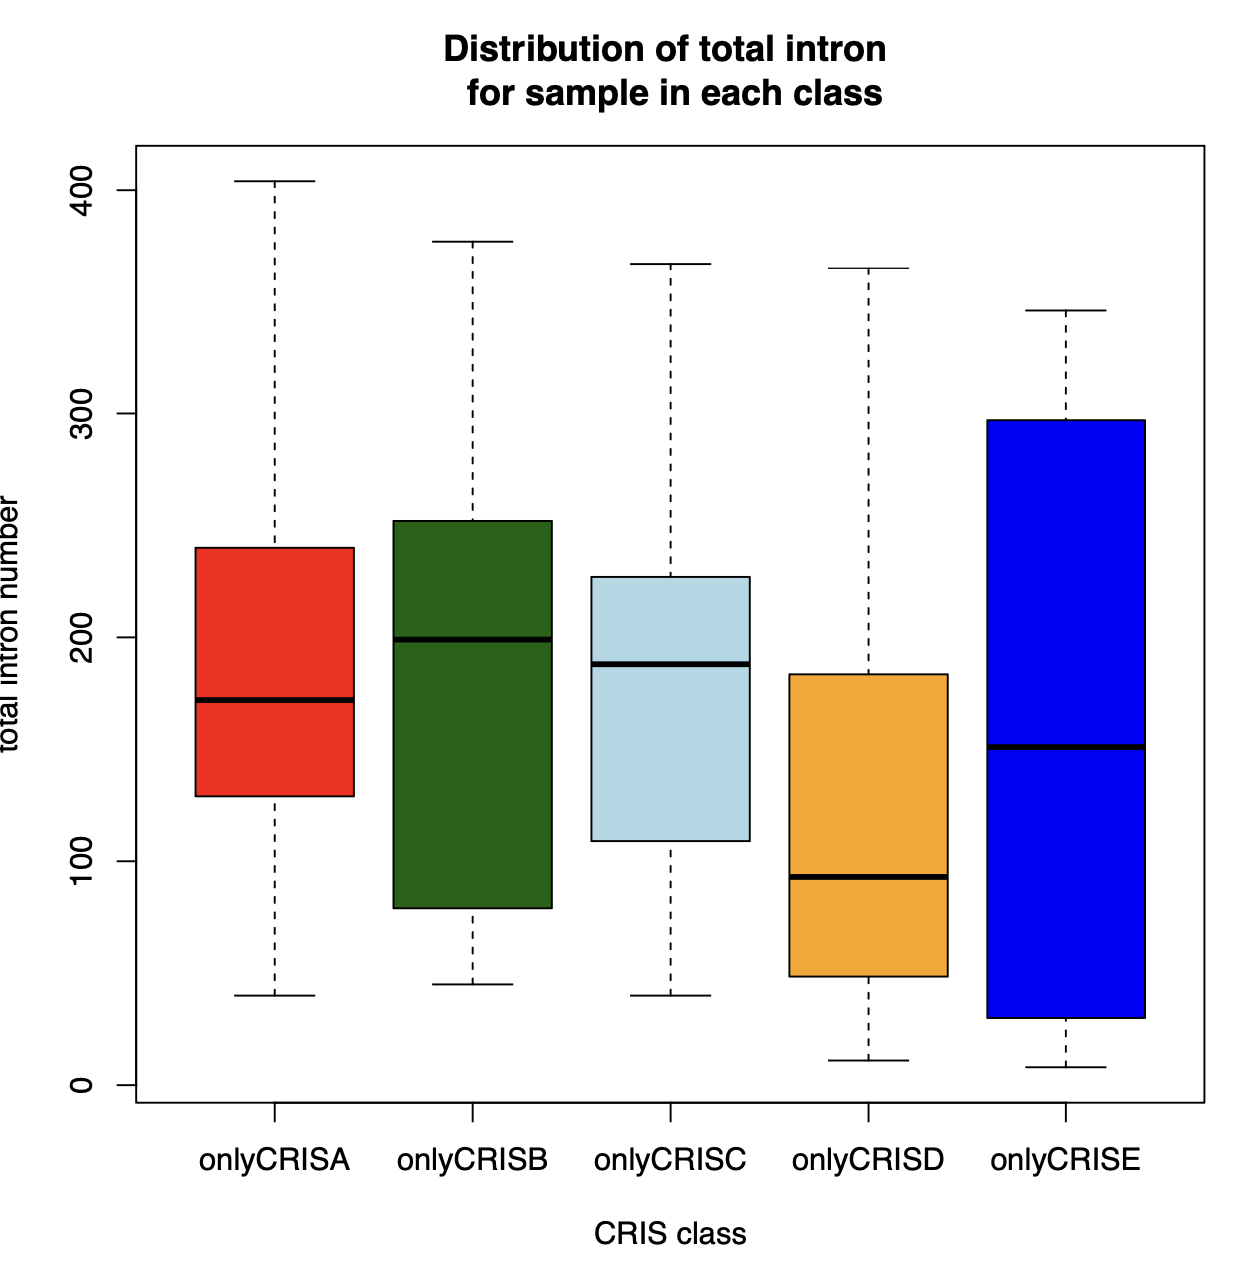 Distribution of total intron
for sample in each class
total intron number
400
300
200
100
0
onlyCRISA onlyCRISB onlyCRISC onlyCRISD onlyCRISE
CRIS class